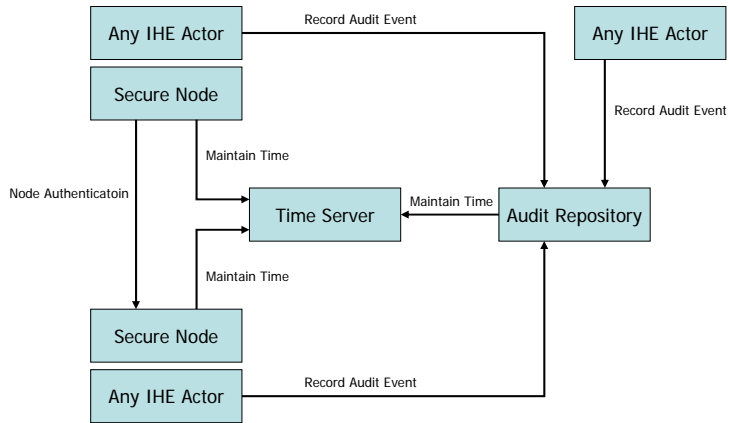 Any IHE Actor
Record Audit Event
Any IHE Actor
Secure Node
Record Audit Event
Maintain Time
Node Authenticatoin
Maintain Time
Time Server
Audit Repository
Maintain Time
Secure Node
Any IHE Actor
Record Audit Event